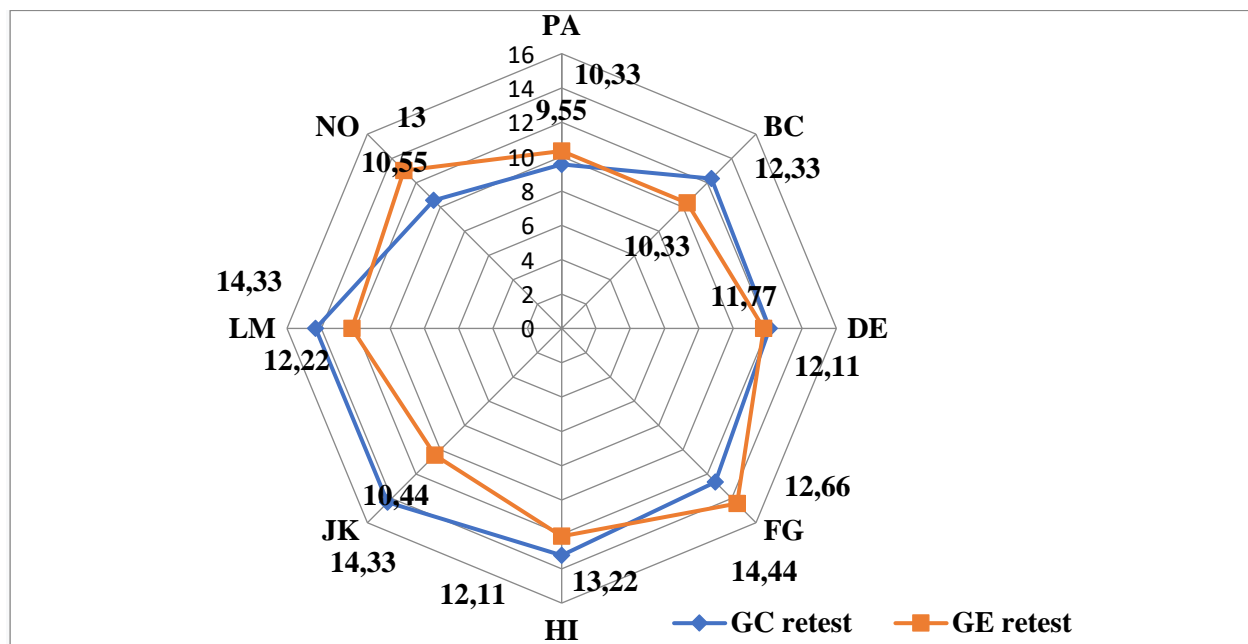 PA
16
10,33
14
9,55
13
12
NO
BC
10,55
10
12,33
8
6
10,33
4
14,33
11,77
2
LM
0
DE
12,22
12,11
12,66
10,44
JK
FG
14,33
14,44
12,11
13,22
HI
GC retest
GE retest